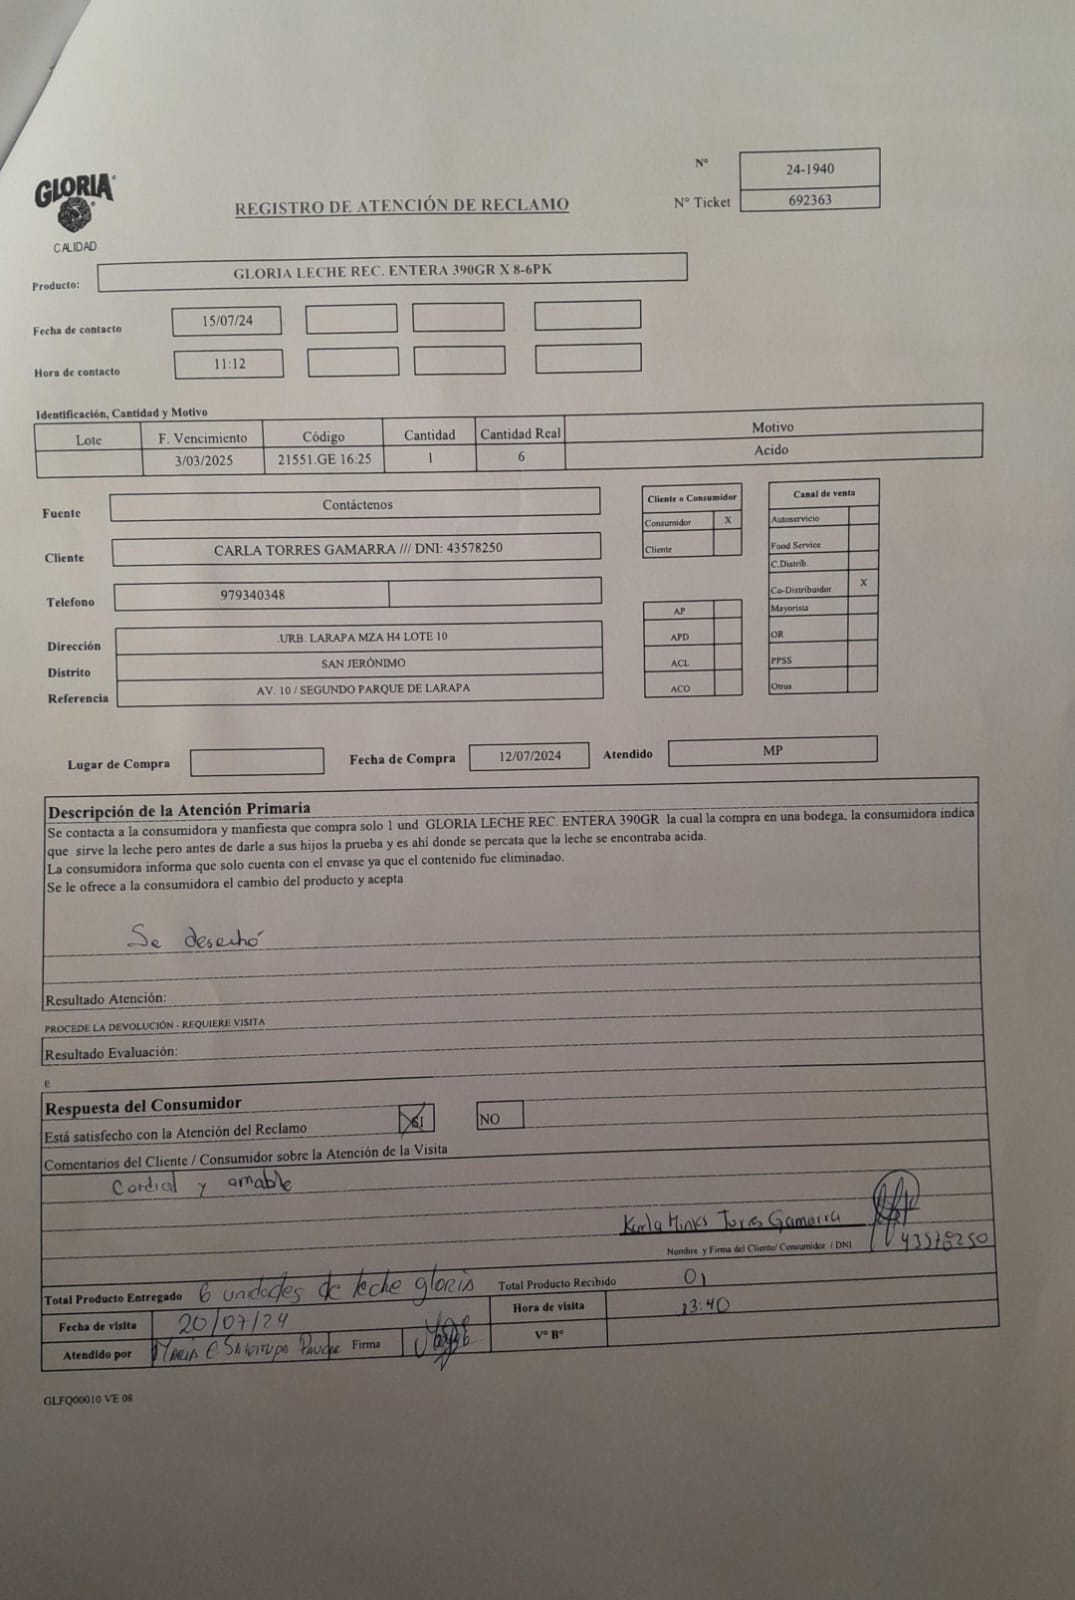 Nº 24-1940
GLORIA
REGISTRO DE ATENCIÓN DE RECLAMO
Nº Ticket 692363
CALIDAD
Producto: GLORIA LECHE REC. ENTERA 390GR X 8-6PK
Fecha de contacto 15/07/24
Hora de contacto 11:12
Identificación, Cantidad y Motivo
Lote F. Vencimiento Código Cantidad Cantidad Real Motivo
3/03/2025 21551.GE 16:25 1 6 Acido
Fuente Contáctenos
Cliente CARLA TORRES GAMARRA /// DNI: 43578250
Telefono 979340348
Dirección .URB. LARAPA MZA H4 LOTE 10
Distrito SAN JERÓNIMO
Referencia AV. 10 / SEGUNDO PARQUE DE LARAPA
Cliente o Consumidor
Consumidor X
Cliente
AP
APD
ACL
ACO
Canal de venta
Autoservicio
Food Service
C.Distrib.
Co-Distribuidor X
Mayorista
OR
PPSS
Otros
Lugar de Compra Fecha de Compra 12/07/2024 Atendido MP
Descripción de la Atención Primaria
Se contacta a la consumidora y manfiesta que compra solo 1 und GLORIA LECHE REC. ENTERA 390GR la cual la compra en una bodega, la consumidora indica
que sirve la leche pero antes de darle a sus hijos la prueba y es ahí donde se percata que la leche se encontraba acida.
La consumidora informa que solo cuenta con el envase ya que el contenido fue eliminadao.
Se le ofrece a la consumidora el cambio del producto y acepta
Se desechó
Resultado Atención:
PROCEDE LA DEVOLUCIÓN - REQUIERE VISITA
Resultado Evaluación:
E
Respuesta del Consumidor
Está satisfecho con la Atención del Reclamo SI NO
Comentarios del Cliente / Consumidor sobre la Atención de la Visita
Cordial y amable
Karla Torres Gamarra
Nombre y Firma del Cliente/ Consumidor / DNI 43578250
Total Producto Entregado 6 unidades de leche gloria Total Producto Recibido 01
Fecha de visita 20/07/24 Hora de visita 13:40
Atendido por MARIA E Firma Vº Bº
GLFQ00010 VE 08